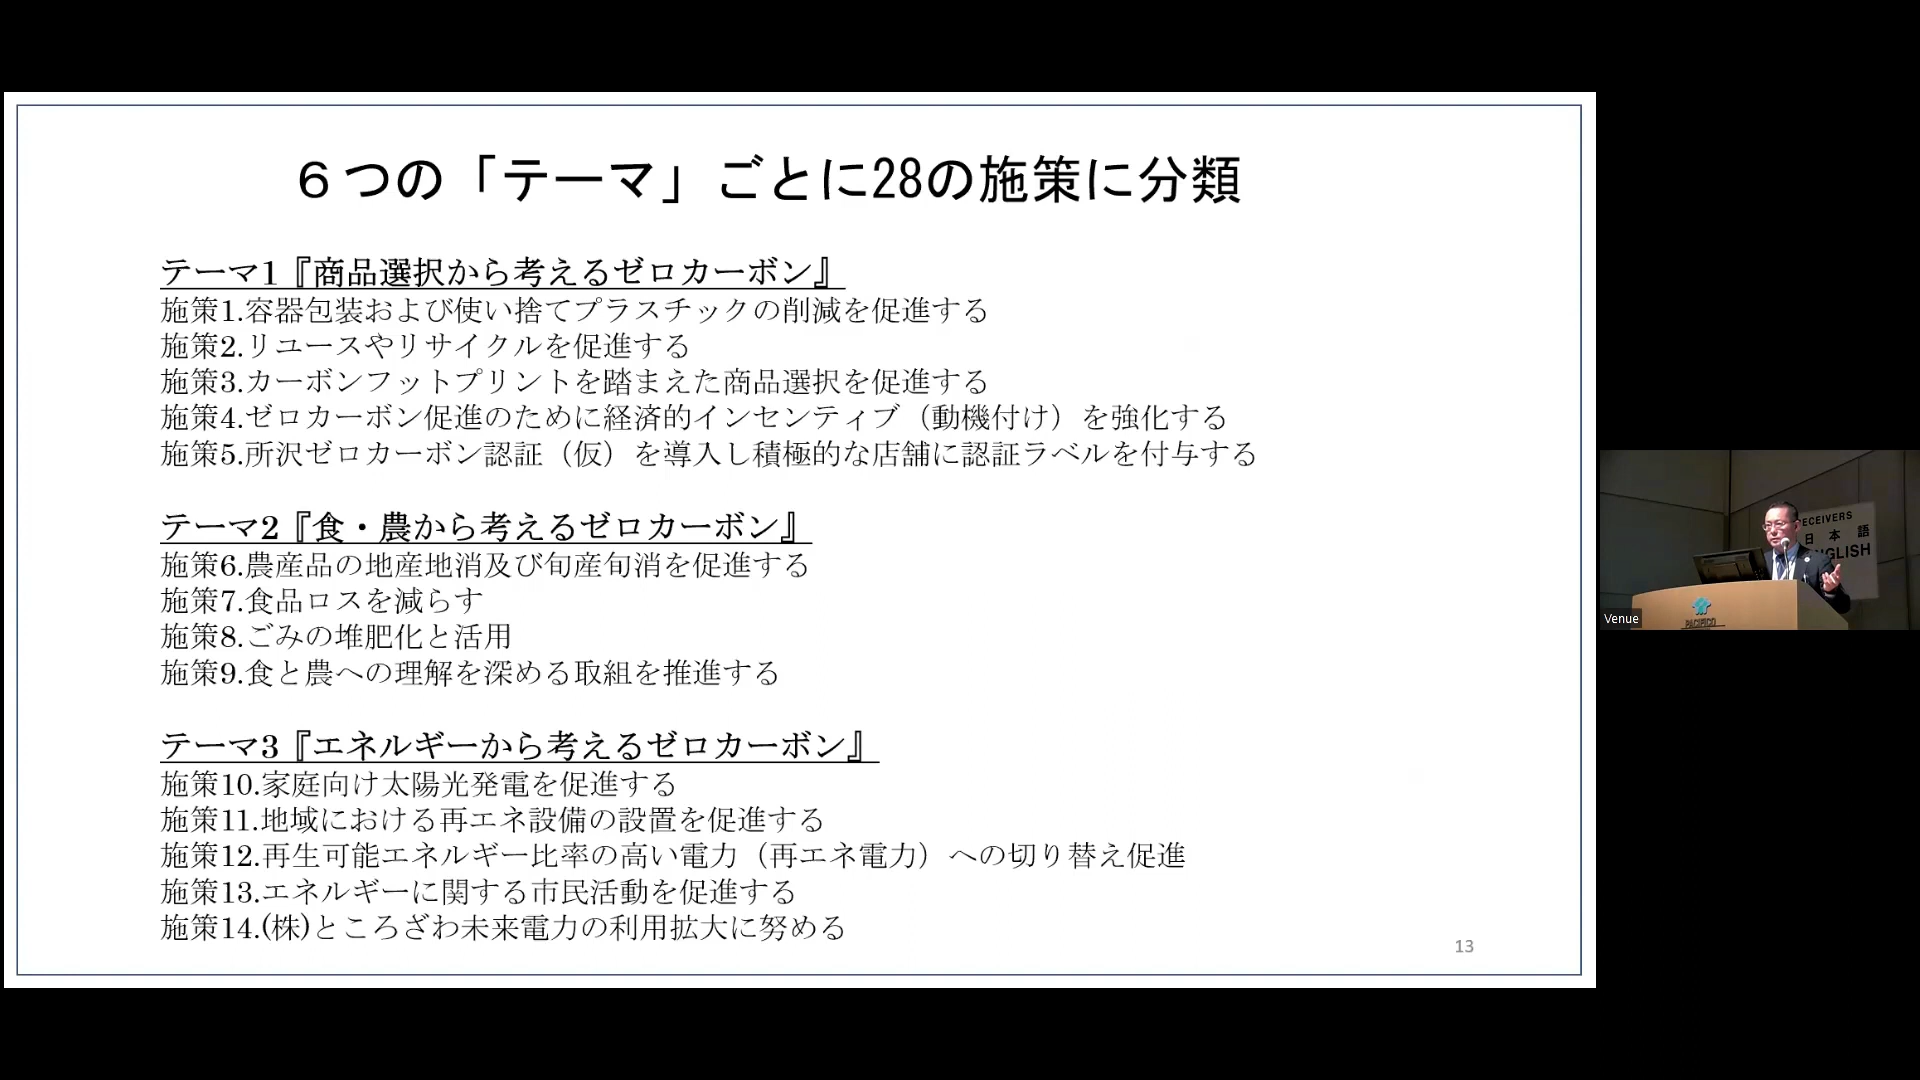 ６つの「テーマ」ごとに28の施策に分類
テーマ1『商品選択から考えるゼロカーボン』
施策1.容器包装および使い捨てプラスチックの削減を促進する
施策2.リユースやリサイクルを促進する
施策3.カーボンフットプリントを踏まえた商品選択を促進する
施策4.ゼロカーボン促進のために経済的インセンティブ（動機付け）を強化する
施策5.所沢ゼロカーボン認証（仮）を導入し積極的な店舗に認証ラベルを付与する
テーマ2『食・農から考えるゼロカーボン』
施策6.農産品の地産地消及び旬産旬消を促進する
施策7.食品ロスを減らす
施策8.ごみの堆肥化と活用
施策9.食と農への理解を深める取組を推進する
テーマ3『エネルギーから考えるゼロカーボン』
施策10.家庭向け太陽光発電を促進する
施策11.地域における再エネ設備の設置を促進する
施策12.再生可能エネルギー比率の高い電力（再エネ電力）への切り替え促進
施策13.エネルギーに関する市民活動を促進する
施策14.(株)ところざわ未来電力の利用拡大に努める
13
ECEIVERS
日本語
NGLISH
PACIFICO
Venue